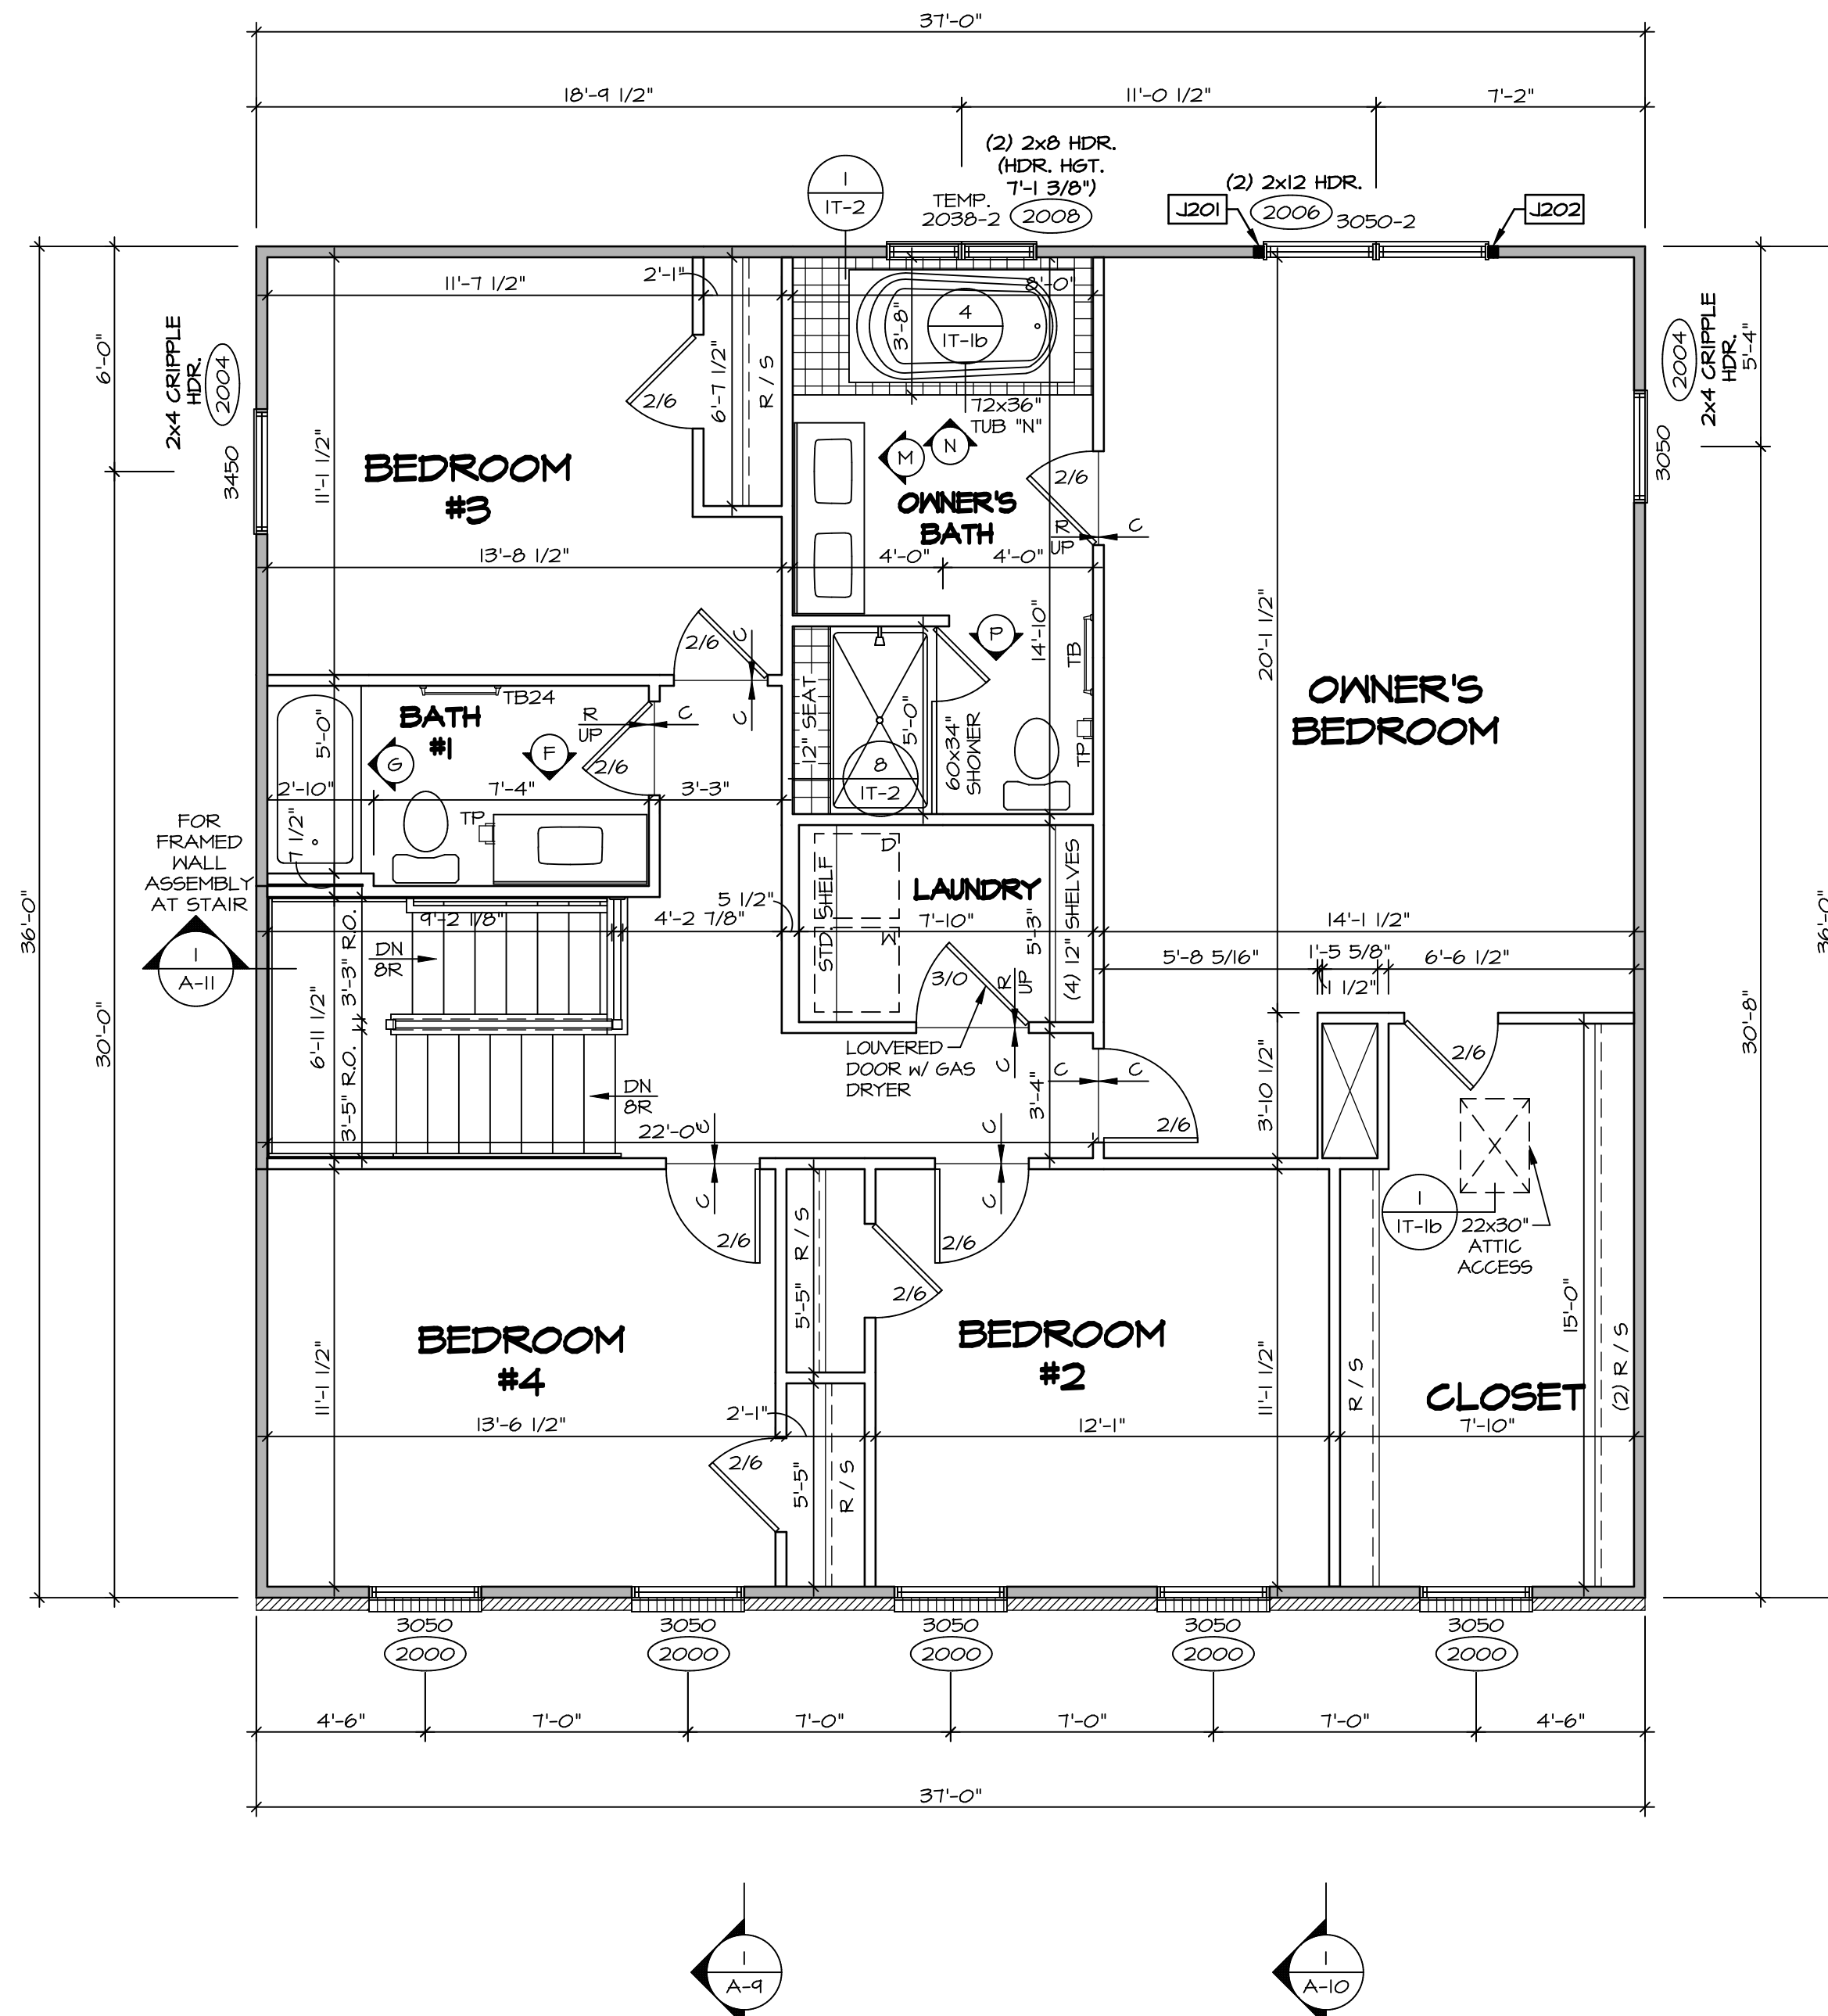 37'-0"
18'-9 1/2"
11'-0 1/2"
7'-2"
(2) 2x8 HDR.
(HDR. HGT.
7'-1 3/8")
1
IT-2
TEMP.
2038-2
2008
(2) 2x12 HDR.
J201
2006
3050-2
J202
6'-0"
2x4 CRIPPLE
HDR.
2004
3450
11'-7 1/2"
2'-1"
8'-0"
3'-8"
4
IT-1b
72x36"
TUB "N"
2004
2x4 CRIPPLE
HDR.
5'-4"
3050
2/6
6'-7 1/2"
R / S
11'-1 1/2"
BEDROOM
#3
M
N
OWNER'S
BATH
2/6
R
UP
C
13'-8 1/2"
4'-0"
4'-0"
2/6
C
C
P
14'-10"
TB
20'-1 1/2"
OWNER'S
BEDROOM
TB24
BATH
#1
R
UP
C
5'-0"
G
F
2/6
12" SEAT
5'-0"
60x34"
SHOWER
TP
8
IT-2
2'-10"
7'-4"
3'-3"
TP
7 1/2"
FOR
FRAMED
WALL
ASSEMBLY
AT STAIR
1
A-11
D
STD. SHELF
W
LAUNDRY
5 1/2"
7'-10"
5'-3"
(4) 12" SHELVES
9'-2 1/8"
4'-2 7/8"
14'-1 1/2"
36'-0"
36'-0"
DN
8R
3'-3" R.O.
5'-8 5/16"
1'-5 5/8"
6'-6 1/2"
1 1/2"
3/0
R
UP
6'-11 1/2"
30'-0"
30'-8"
LOUVERED
DOOR W/ GAS
DRYER
C
C
C
2/6
DN
8R
3'-5" R.O.
3'-4"
3'-10 1/2"
2/6
22'-0"
C
C
C
C
2/6
2/6
R / S
5'-5"
2/6
1
IT-1b
22x30"
ATTIC
ACCESS
BEDROOM
#4
BEDROOM
#2
15'-0"
11'-1 1/2"
11'-1 1/2"
R / S
CLOSET
(2) R / S
13'-6 1/2"
2'-1"
12'-1"
7'-10"
2/6
5'-5"
R / S
3050
3050
3050
3050
3050
2000
2000
2000
2000
2000
4'-6"
7'-0"
7'-0"
7'-0"
7'-0"
4'-6"
37'-0"
1
A-9
1
A-10